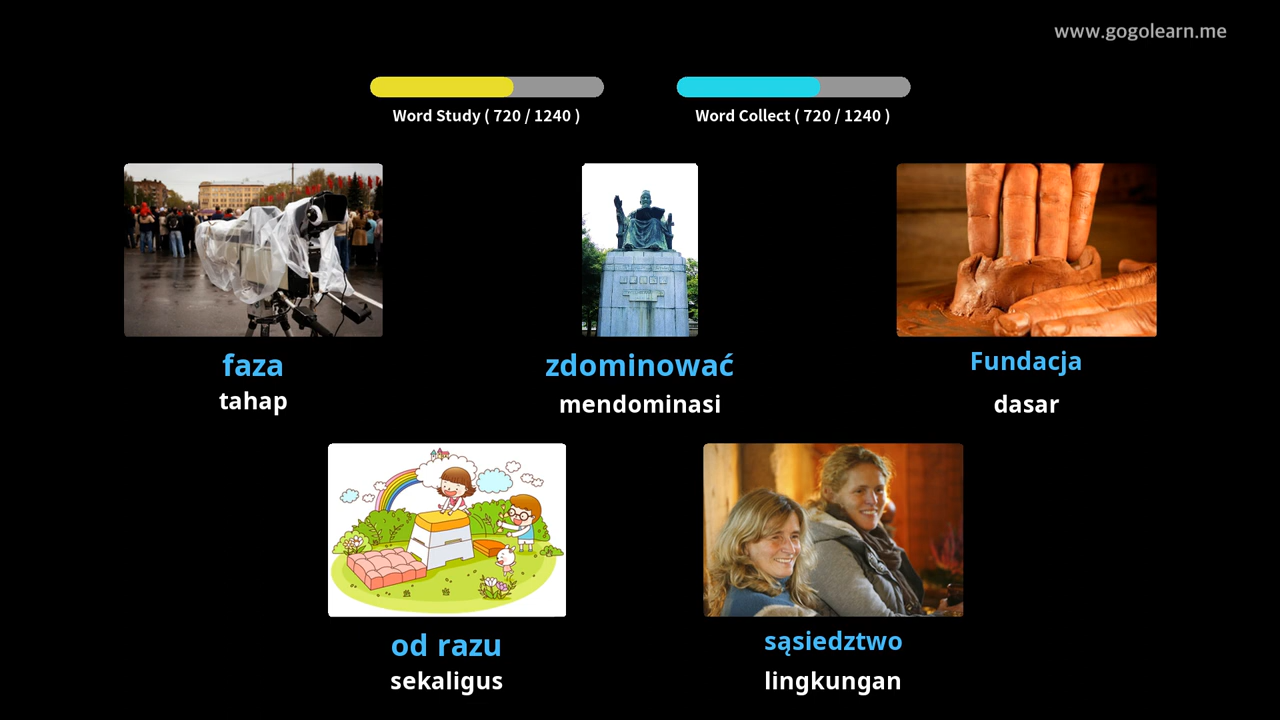 www.gogolearn.me
Word Study ( 720 / 1240 )
Word Collect ( 720 / 1240 )
faza
tahap
zdominować
mendominasi
Fundacja
dasar
od razu
sekaligus
sąsiedztwo
lingkungan